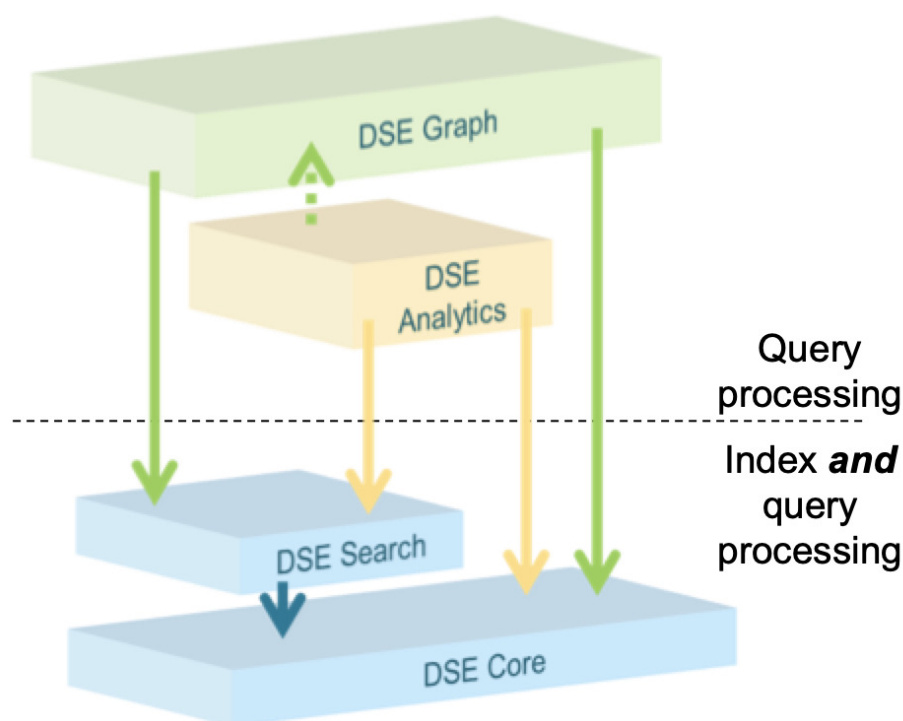 DSE Graph
DSE
Analytics
Query
processing
Index and
query
processing
DSE Search
DSE Core